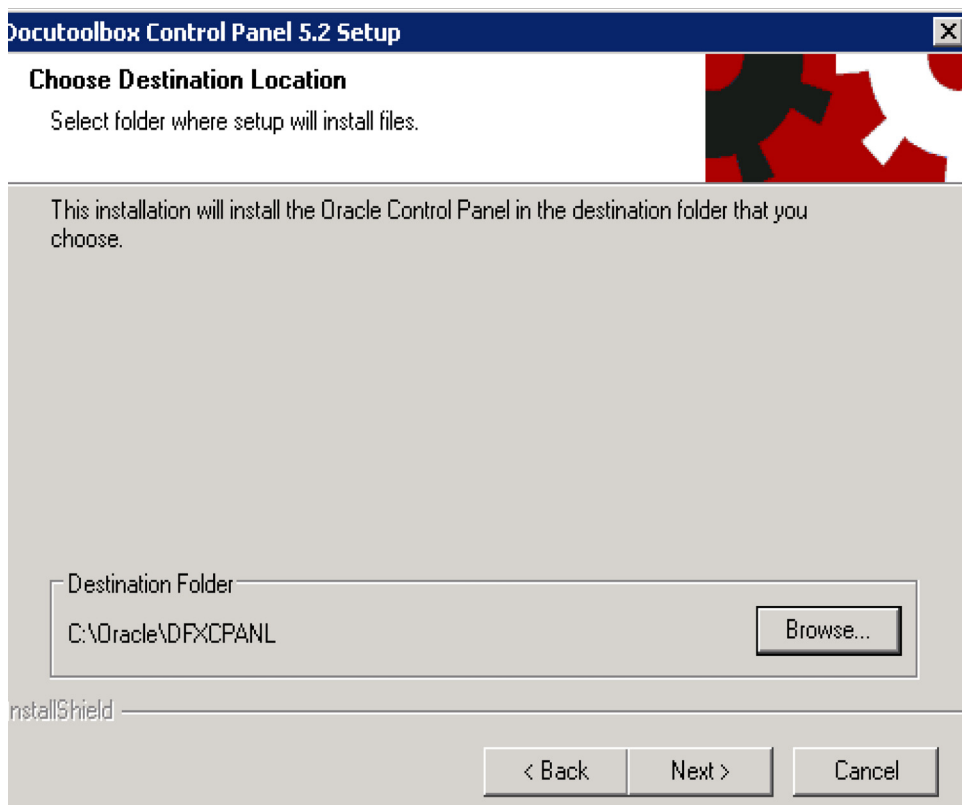 Docutoolbox Control Panel 5.2 Setup
Choose Destination Location
Select folder where setup will install files.
This installation will install the Oracle Control Panel in the destination folder that you
choose.
Destination Folder
C:\Oracle\DFXCPANL
Browse...
nstallShield
< Back
Next >
Cancel